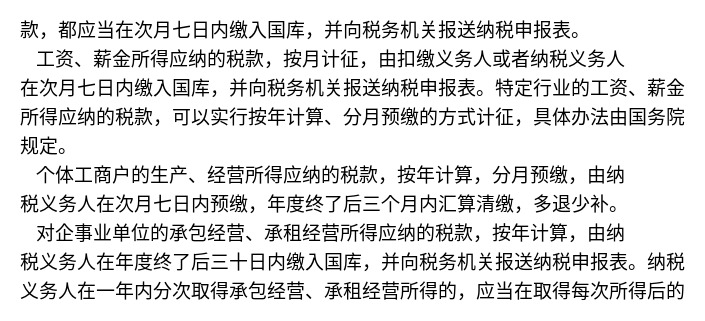 款，都应当在次月七日内缴入国库，并向税务机关报送纳税申报表。
工资、薪金所得应纳的税款，按月计征，由扣缴义务人或者纳税义务人
在次月七日内缴入国库，并向税务机关报送纳税申报表。特定行业的工资、薪金
所得应纳的税款，可以实行按年计算、分月预缴的方式计征，具体办法由国务院
规定。
个体工商户的生产、经营所得应纳的税款，按年计算，分月预缴，由纳
税义务人在次月七日内预缴，年度终了后三个月内汇算清缴，多退少补。
对企事业单位的承包经营、承租经营所得应纳的税款，按年计算，由纳
税义务人在年度终了后三十日内缴入国库，并向税务机关报送纳税申报表。纳税
义务人在一年内分次取得承包经营、承租经营所得的，应当在取得每次所得后的